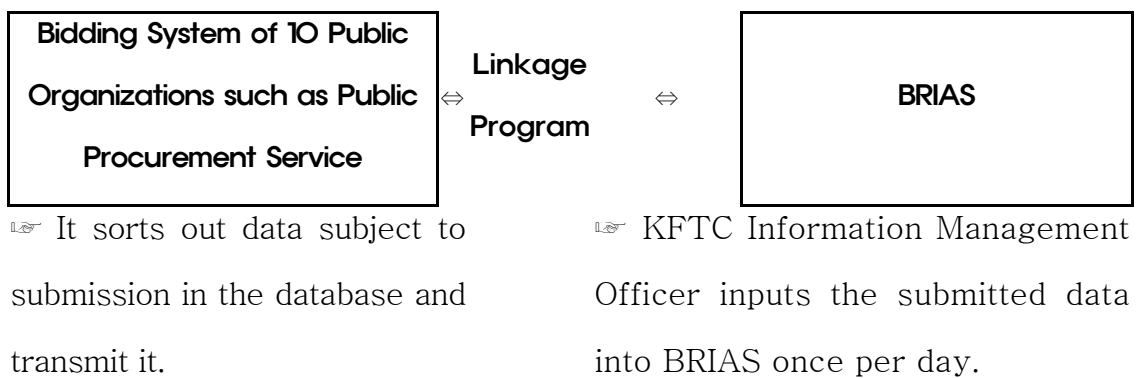 Bidding System of 10 Public
Organizations such as Public
Procurement Service
⇔
Linkage
Program
⇔
BRIAS
☞ It sorts out data subject to
submission in the database and
transmit it.
☞ KFTC Information Management
Officer inputs the submitted data
into BRIAS once per day.